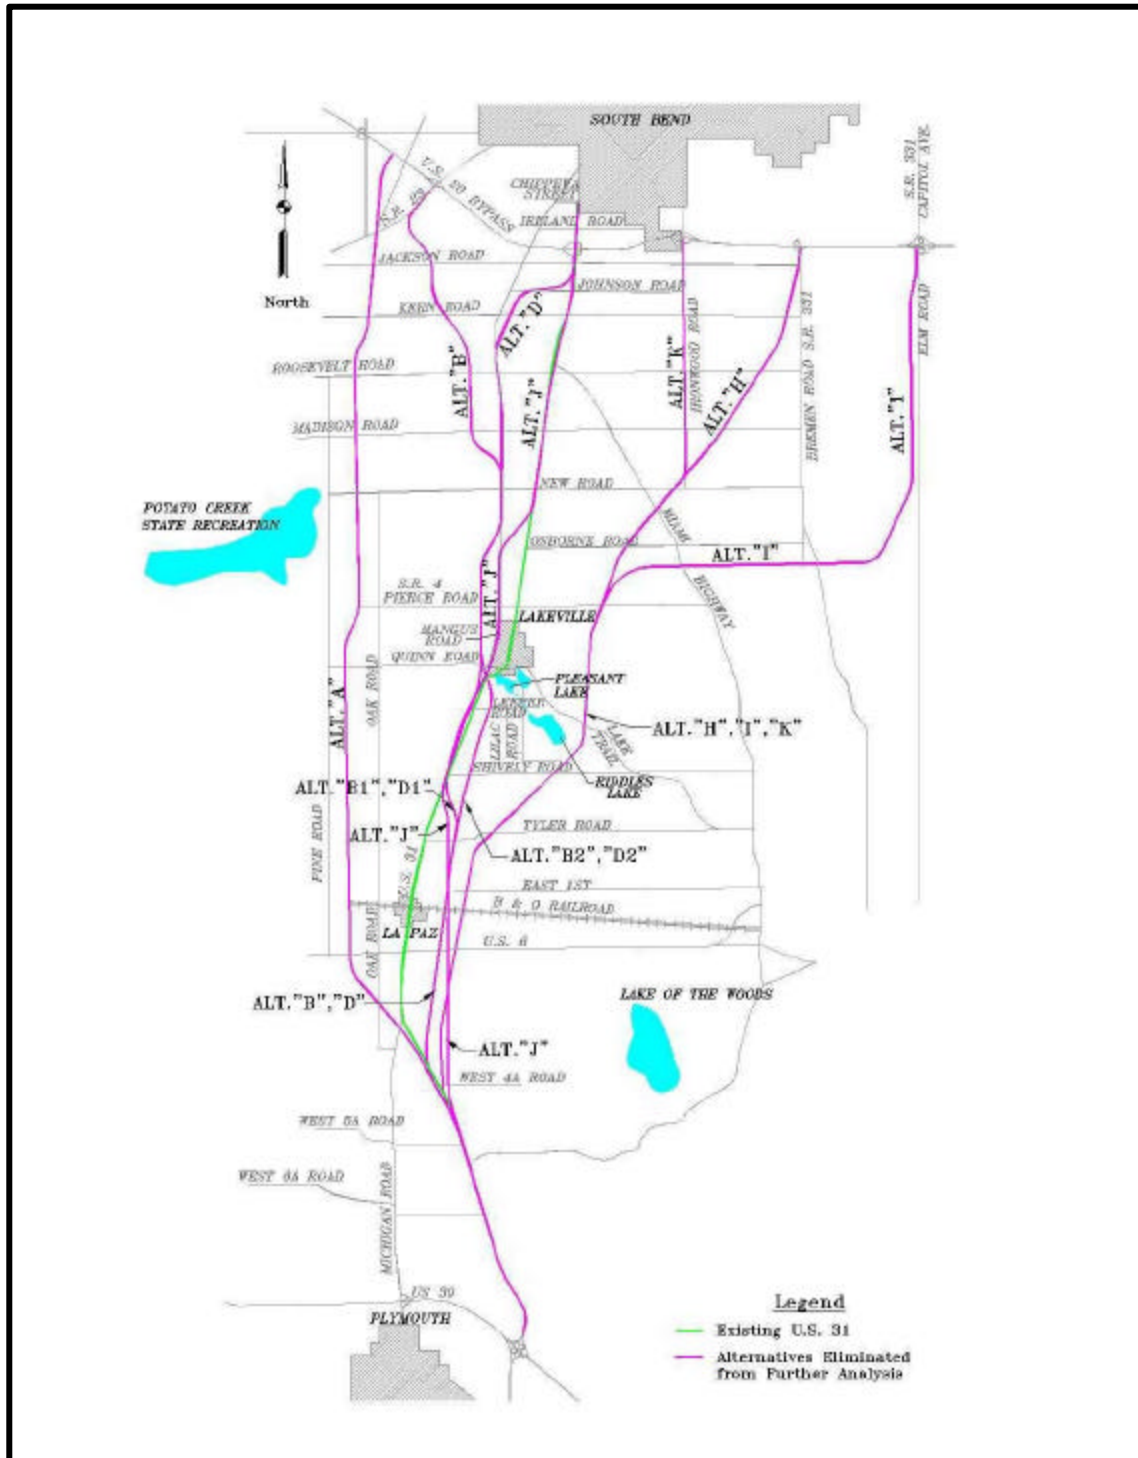 SOUTH BEND
S.R. 331
CAPITOL AVE.
U.S. 20 BYPASS
S.R. 23
CHIPPEWA
STREET
IRELAND ROAD
JACKSON ROAD
North
JOHNSON ROAD
KERN ROAD
ALT."D"
ALT."B"
ALT."J"
ALT."K"
IRONWOOD ROAD
ALT."H"
BREMEN ROAD S.R. 331
ELM ROAD
ALT."I"
ROOSEVELT ROAD
MADISON ROAD
NEW ROAD
POTATO CREEK
STATE RECREATION
MIAMI
HIGHWAY
OSBORNE ROAD
ALT."I"
S.R. 4
PIERCE ROAD
ALT."J"
LAKEVILLE
MANGUS
ROAD
QUINN ROAD
OAK ROAD
ALT."A"
PLEASANT
LAKE
ROAD
LILAC
ROAD
LAKE
TRAIL
ALT."H","I","K"
SHIVELY ROAD
RIDDLES
LAKE
ALT."B1","D1"
ALT."J"
TYLER ROAD
PINE ROAD
U.S. 31
ALT."B2","D2"
EAST 1ST
B & O RAILROAD
LA PAZ
U.S. 6
OAK ROAD
ALT."B","D"
LAKE OF THE WOODS
ALT."J"
WEST 4A ROAD
WEST 5A ROAD
WEST 6A ROAD
MICHIGAN ROAD
US 30
PLYMOUTH
Legend
Existing U.S. 31
Alternatives Eliminated
from Further Analysis